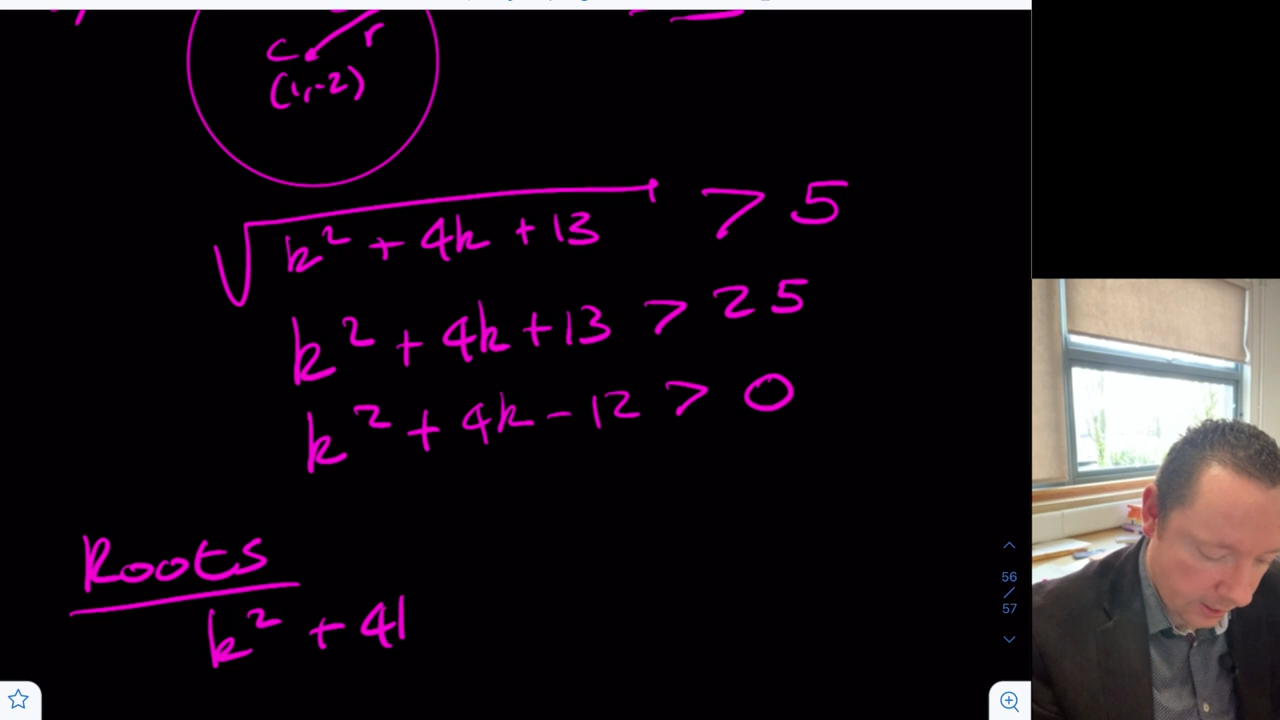 C r
(1,-2)
√k² + 4k + 13 > 5
k² + 4k + 13 > 25
k² + 4k - 12 > 0
Roots
k² + 4
56
/
57